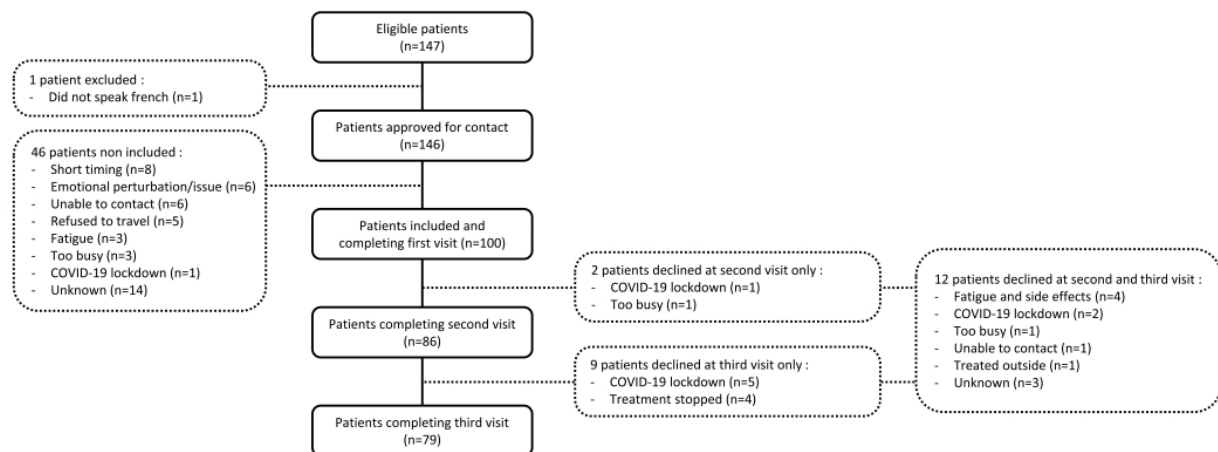 Eligible patients
(n=147)
1 patient excluded :
- Did not speak french (n=1)
Patients approved for contact
(n=146)
46 patients non included :
- Short timing (n=8)
- Emotional perturbation/issue (n=6)
- Unable to contact (n=6)
- Refused to travel (n=5)
- Fatigue (n=3)
- Too busy (n=3)
- COVID-19 lockdown (n=1)
- Unknown (n=14)
Patients included and
completing first visit (n=100)
2 patients declined at second visit only :
- COVID-19 lockdown (n=1)
- Too busy (n=1)
12 patients declined at second and third visit :
- Fatigue and side effects (n=4)
- COVID-19 lockdown (n=2)
- Too busy (n=1)
- Unable to contact (n=1)
- Treated outside (n=1)
- Unknown (n=3)
Patients completing second visit
(n=86)
9 patients declined at third visit only :
- COVID-19 lockdown (n=5)
- Treatment stopped (n=4)
Patients completing third visit
(n=79)